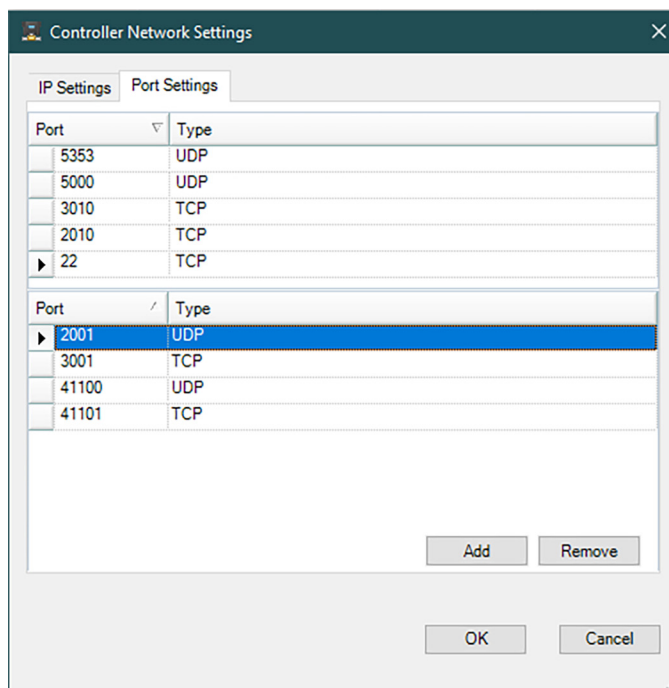 Controller Network Settings
IP Settings Port Settings
Port Type
5353 UDP
5000 UDP
3010 TCP
2010 TCP
22 TCP
Port Type
2001 UDP
3001 TCP
41100 UDP
41101 TCP
Add Remove
OK Cancel